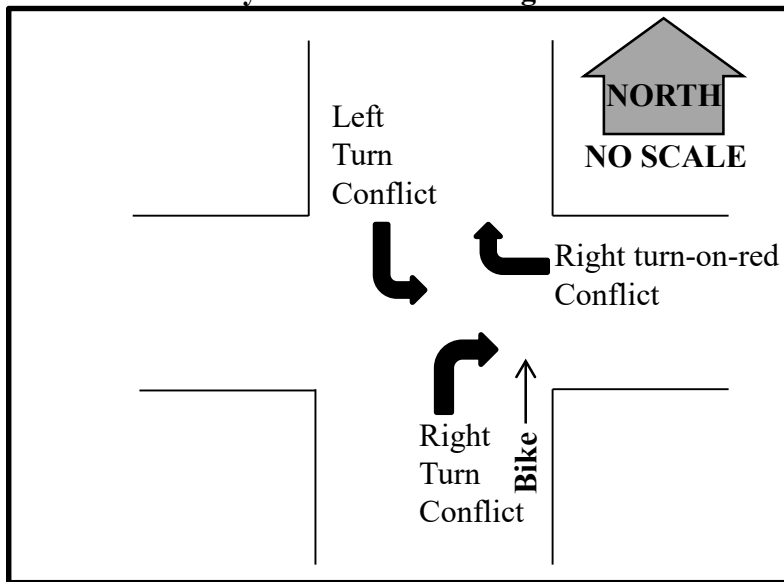 NORTH
NO SCALE
Left
Turn
Conflict
Right turn-on-red
Conflict
Right
Turn
Conflict
Bike